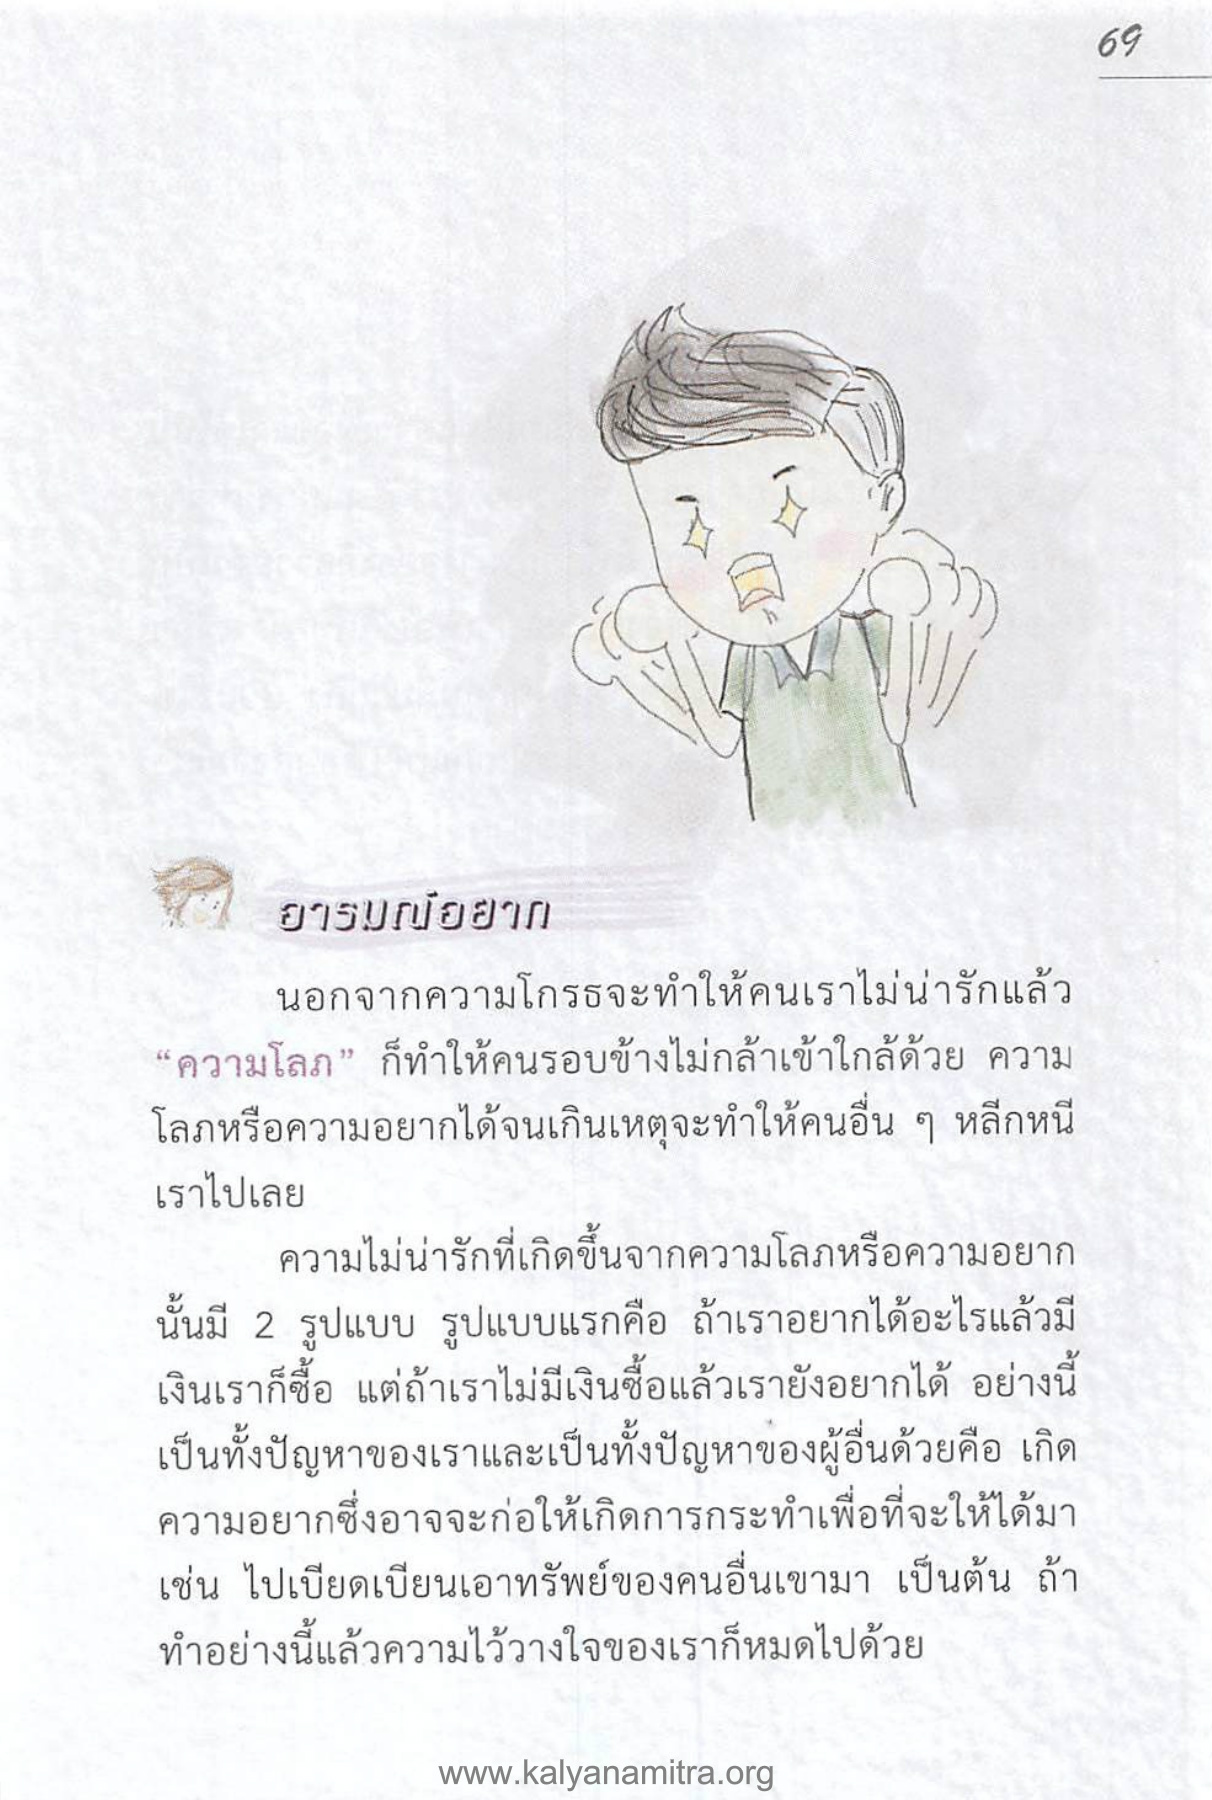 69
อารมณ์อยาก
นอกจากความโกรธจะทำให้คนเราไม่น่ารักแล้ว
“ความโลภ” ก็ทำให้คนรอบข้างไม่กล้าเข้าใกล้ด้วย ความ
โลภหรือความอยากได้จนเกินเหตุจะทำให้คนอื่น ๆ หลีกหนี
เราไปเลย
ความไม่น่ารักที่เกิดขึ้นจากความโลภหรือความอยาก
นั้นมี 2 รูปแบบ รูปแบบแรกคือ ถ้าเราอยากได้อะไรแล้วมี
เงินเราก็ซื้อ แต่ถ้าเราไม่มีเงินซื้อแล้วเรายังอยากได้ อย่างนี้
เป็นทั้งปัญหาของเราและเป็นทั้งปัญหาของผู้อื่นด้วยคือ เกิด
ความอยากซึ่งอาจจะก่อให้เกิดการกระทำเพื่อที่จะให้ได้มา
เช่น ไปเบียดเบียนเอาทรัพย์ของคนอื่นเขามา เป็นต้น ถ้า
ทำอย่างนี้แล้วความไว้วางใจของเราก็หมดไปด้วย
www.kalyanamitra.org